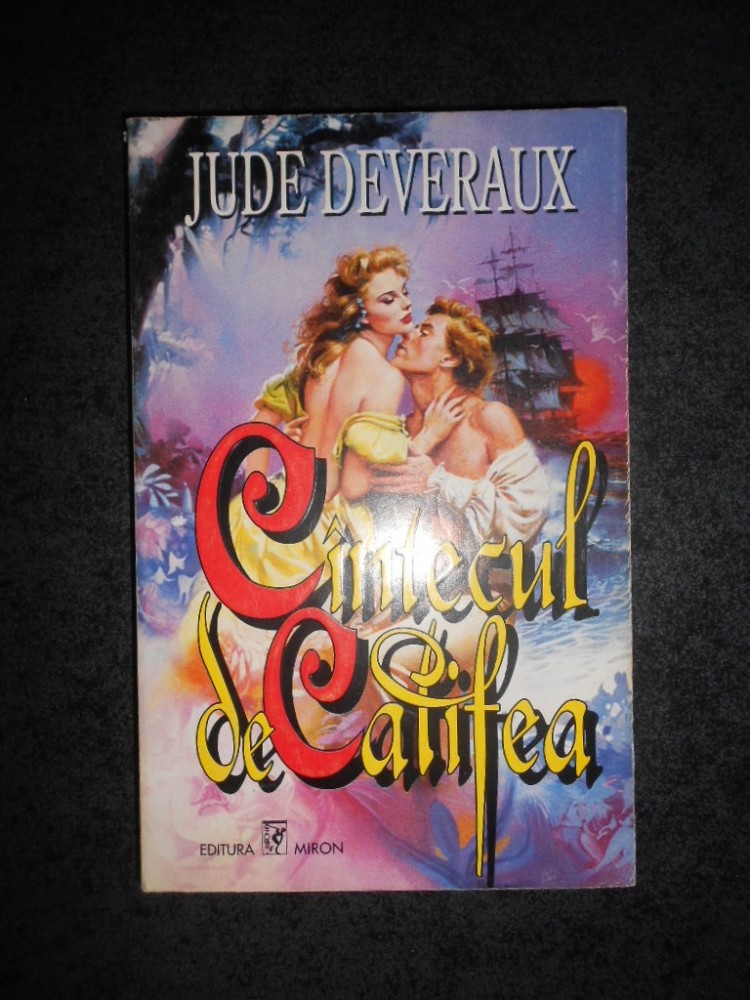 JUDE DEVERAUX
Cîntecul
de Catifea
EDITURA MIRON